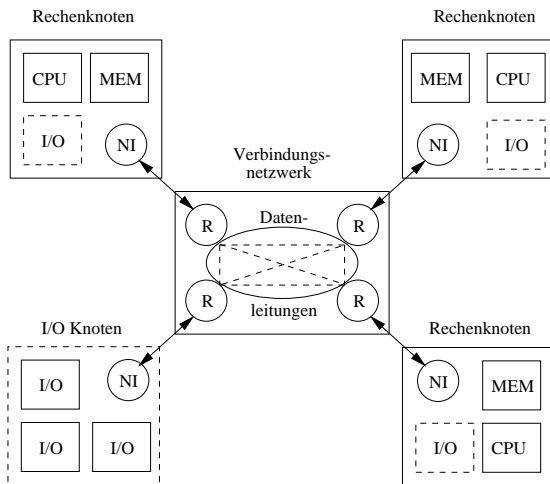 Rechenknoten
Rechenknoten
CPU
MEM
MEM
CPU
I/O
NI
NI
I/O
Verbindungs-
netzwerk
R
Daten-
R
R
leitungen
R
I/O Knoten
Rechenknoten
I/O
NI
NI
MEM
I/O
I/O
I/O
CPU